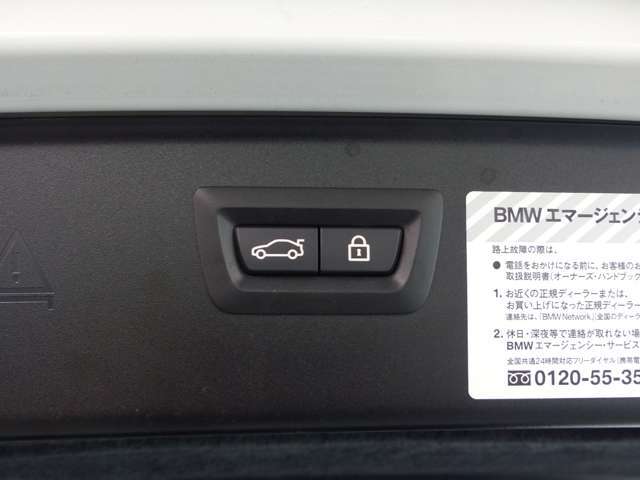 BMW エマージェンシ
路上故障の際は、
● 電話をおかけになる前に、お客様のお
取扱説明書(オーナーズ・ハンドブック
1. お近くの正規ディーラーまたは、
お買い上げになった正規ディーラー
連絡先は、「BMW Network」、全国のディーラ
2. 休日・深夜等で連絡が取れない場
BMW エマージェンシー・サービス
全国共通24時間対応フリーダイヤル(携帯電
0120-55-35